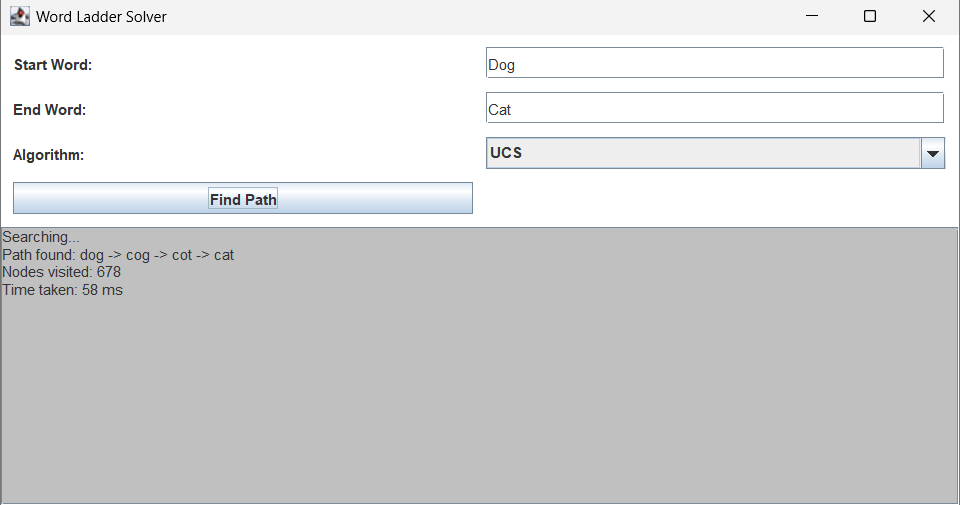 Word Ladder Solver
Start Word:
Dog
End Word:
Cat
Algorithm:
UCS
Find Path
Searching...
Path found: dog -> cog -> cot -> cat
Nodes visited: 678
Time taken: 58 ms